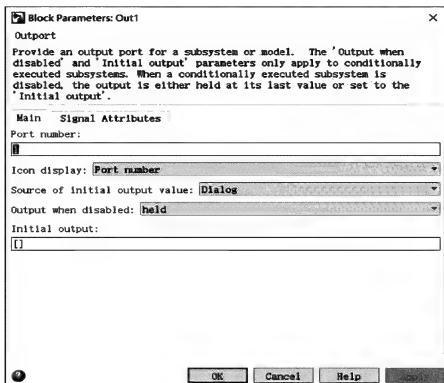 Block Parameters: Out1
Outport
Provide an output port for a subsystem or model. The 'Output when
disabled' and 'Initial output' parameters only apply to conditionally
executed subsystems. When a conditionally executed subsystem is
disabled, the output is either held at its last value or set to the
'Initial output'.
Main Signal Attributes
Port number:
1
Icon display: Port number
Source of initial output value: Dialog
Output when disabled: held
Initial output:
[]
OK Cancel Help Apply